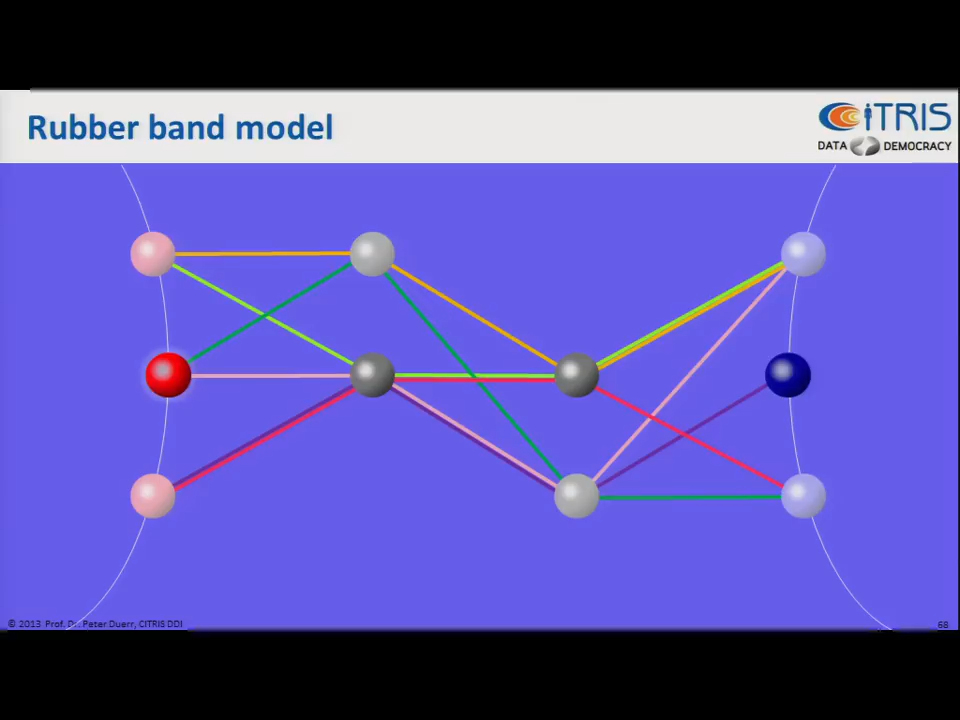 Rubber band model
CiTRIS
DATA DEMOCRACY
© 2013 Prof. Dr. Peter Duerr, CITRIS DDI
68